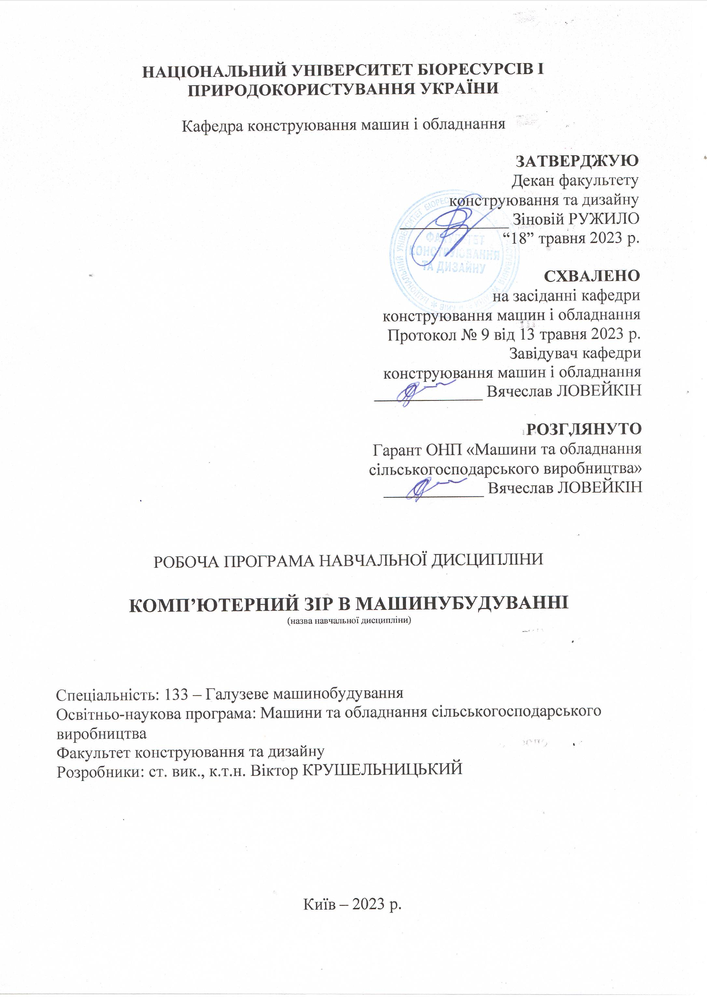 НАЦІОНАЛЬНИЙ УНІВЕРСИТЕТ БІОРЕСУРСІВ І
ПРИРОДОКОРИСТУВАННЯ УКРАЇНИ
Кафедра конструювання машин і обладнання
ЗАТВЕРДЖУЮ
Декан факультету
конструювання та дизайну
Зіновій РУЖИЛО
“18” травня 2023 р.
ФАКУЛЬТЕТ
КОНСТРУЮВАННЯ
ТА ДИЗАЙНУ
НАЦІОНАЛЬНИЙ УНІВЕРСИТЕТ
СХВАЛЕНО
на засіданні кафедри
конструювання машин і обладнання
Протокол № 9 від 13 травня 2023 р.
Завідувач кафедри
конструювання машин і обладнання
Вячеслав ЛОВЕЙКІН
РОЗГЛЯНУТО
Гарант ОНП «Машини та обладнання
сільськогосподарського виробництва»
Вячеслав ЛОВЕЙКІН
РОБОЧА ПРОГРАМА НАВЧАЛЬНОЇ ДИСЦИПЛІНИ
КОМП’ЮТЕРНИЙ ЗІР В МАШИНУБУДУВАННІ
(назва навчальної дисципліни)
Спеціальність: 133 – Галузеве машинобудування
Освітньо-наукова програма: Машини та обладнання сільськогосподарського
виробництва
Факультет конструювання та дизайну
Розробники: ст. вик., к.т.н. Віктор КРУШЕЛЬНИЦЬКИЙ
Київ – 2023 р.